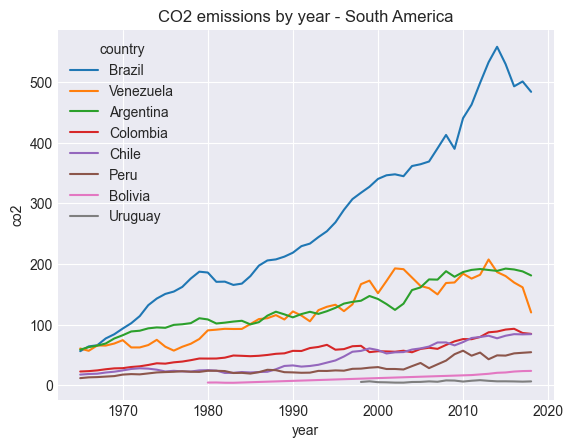 CO2 emissions by year - South America
country
Brazil
Venezuela
Argentina
Colombia
Chile
Peru
Bolivia
Uruguay
500
400
300
200
100
0
co2
1970 1980 1990 2000 2010 2020
year